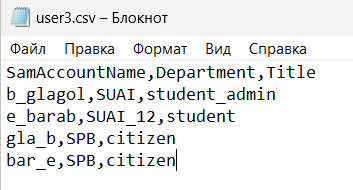 user3.csv – Блокнот
Файл Правка Формат Вид Справка
SamAccountName,Department,Title
b_glagol,SUAI,student_admin
e_barab,SUAI_12,student
gla_b,SPB,citizen
bar_e,SPB,citizen